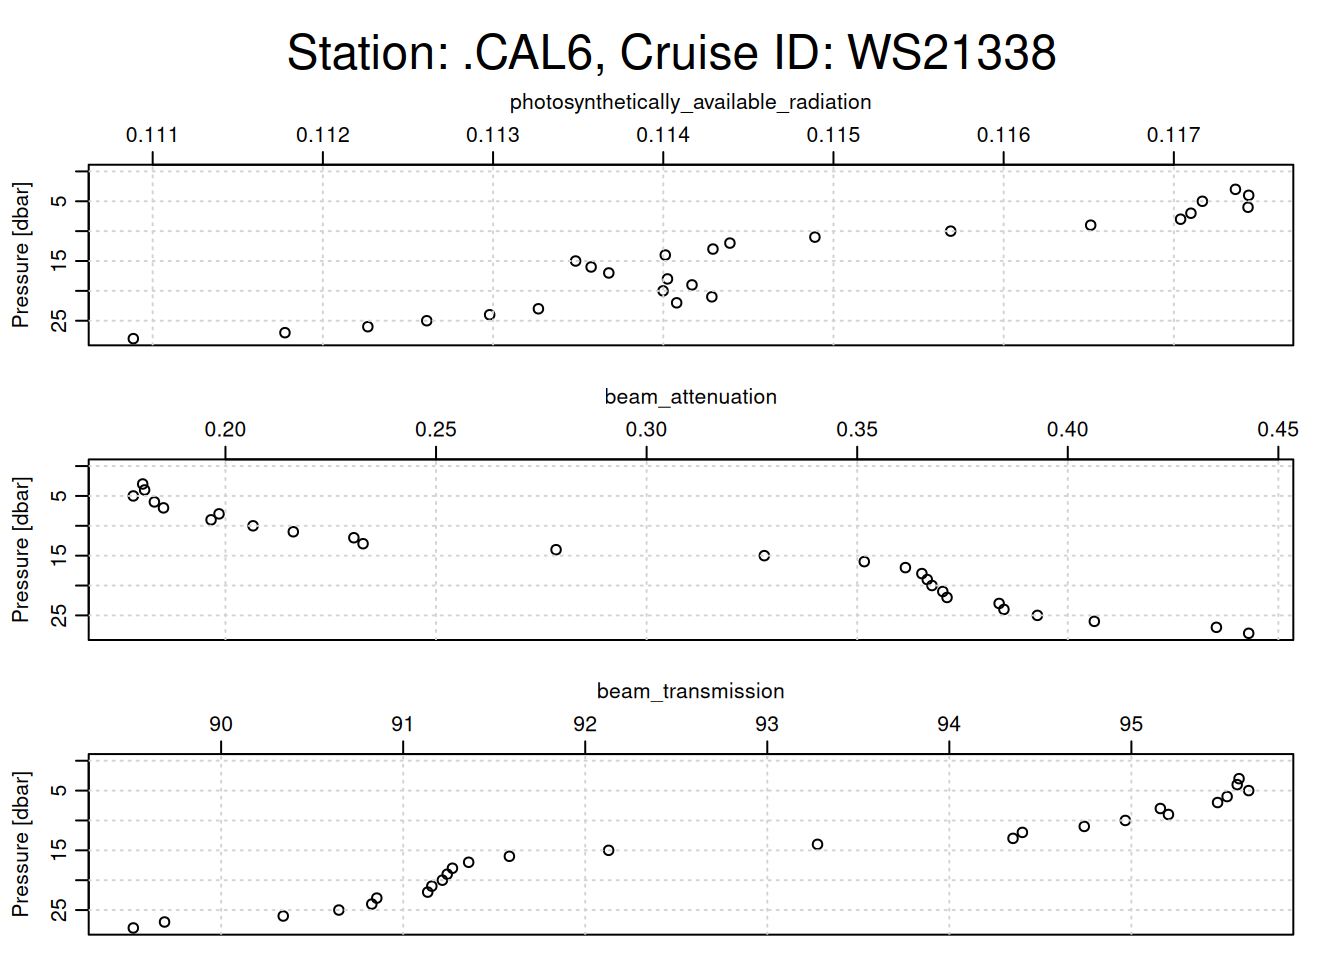 Station: .CAL6, Cruise ID: WS21338
photosynthetically_available_radiation
0.111 0.112 0.113 0.114 0.115 0.116 0.117
Pressure [dbar]
5
15
25
beam_attenuation
0.20 0.25 0.30 0.35 0.40 0.45
Pressure [dbar]
5
15
25
beam_transmission
90 91 92 93 94 95
Pressure [dbar]
5
15
25